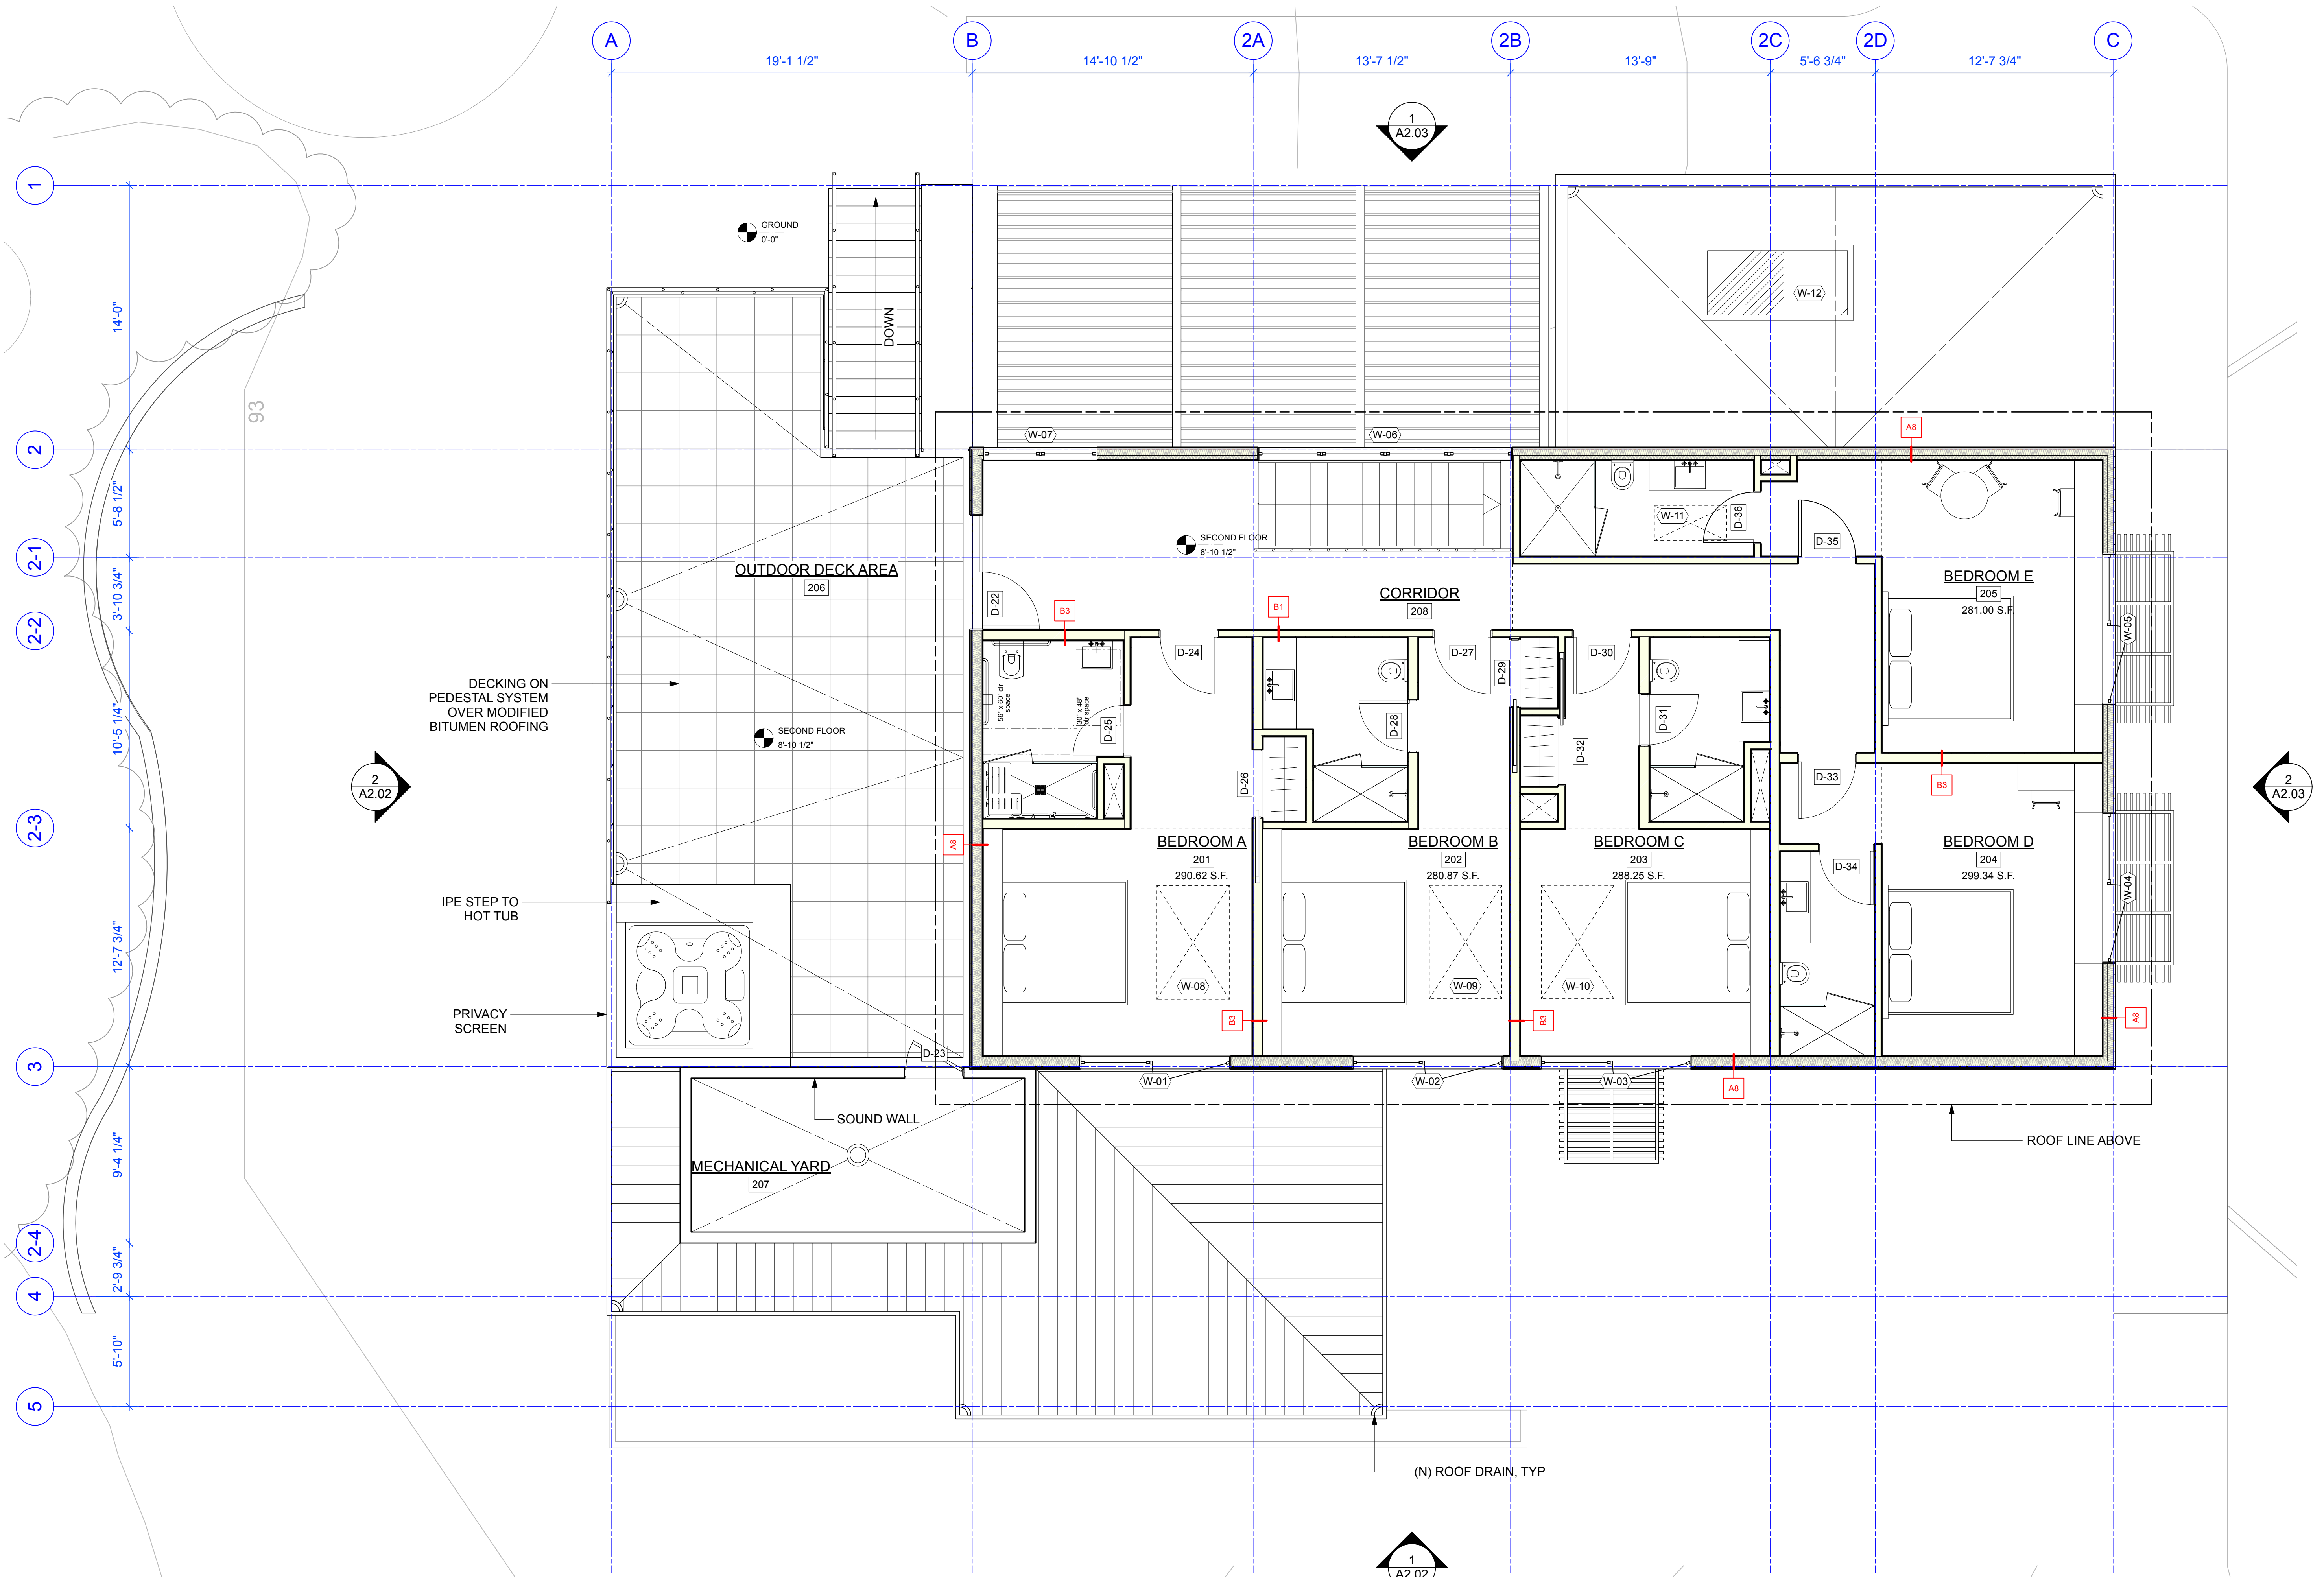 A
B
2A
2B
2C
2D
C
19'-1 1/2"
14'-10 1/2"
13'-7 1/2"
13'-9"
5'-6 3/4"
12'-7 3/4"
1
A2.03
1
GROUND
0'-0"
W-12
14'-0"
DOWN
93
W-07
W-06
A8
2
5'-8 1/2"
W-11
D-36
D-35
SECOND FLOOR
8'-10 1/2"
2-1
OUTDOOR DECK AREA
206
BEDROOM E
205
281.00 S.F.
CORRIDOR
208
3'-10 3/4"
D-22
B3
B1
2-2
W-05
D-24
D-27
D-29
D-30
DECKING ON
PEDESTAL SYSTEM
OVER MODIFIED
BITUMEN ROOFING
56" x 60" clr
space
30" x 48"
clr space
D-25
D-28
D-31
10'-5 1/4"
SECOND FLOOR
8'-10 1/2"
D-32
2
A2.02
D-26
D-33
B3
2
A2.03
2-3
A8
BEDROOM A
201
290.62 S.F.
BEDROOM B
202
280.87 S.F.
BEDROOM C
203
288.25 S.F.
BEDROOM D
204
299.34 S.F.
D-34
W-04
IPE STEP TO
HOT TUB
12'-7 3/4"
W-08
W-09
W-10
PRIVACY
SCREEN
B3
B3
A8
D-23
3
W-01
W-02
W-03
A8
SOUND WALL
ROOF LINE ABOVE
9'-4 1/4"
MECHANICAL YARD
207
2-4
2'-9 3/4"
4
5'-10"
5
(N) ROOF DRAIN, TYP
1
A2.02